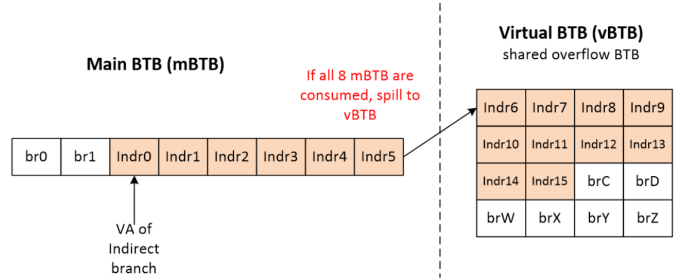 Main BTB (mBTB)
If all 8 mBTB are
consumed, spill to
vBTB
br0 br1 Indr0 Indr1 Indr2 Indr3 Indr4 Indr5
VA of
Indirect
branch
Virtual BTB (vBTB)
shared overflow BTB
Indr6 Indr7 Indr8 Indr9
Indr10 Indr11 Indr12 Indr13
Indr14 Indr15 brC brD
brW brX brY brZ